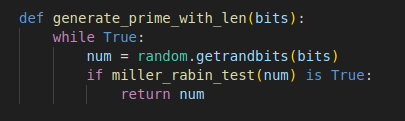 def generate_prime_with_len(bits):
    while True:
        num = random.getrandbits(bits)
        if miller_rabin_test(num) is True:
            return num